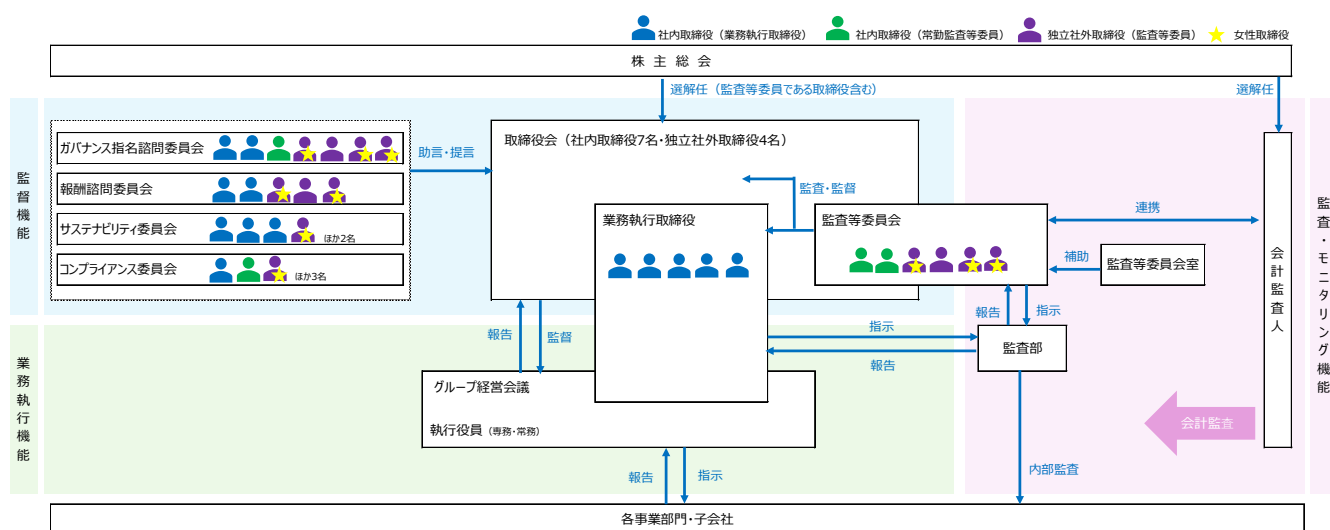 社内取締役（業務執行取締役） 社内取締役（常勤監査等委員） 独立社外取締役（監査等委員） 女性取締役
株主総会
選解任（監査等委員である取締役含む）
選解任
監督機能
ガバナンス指名諮問委員会
報酬諮問委員会
サステナビリティ委員会
ほか2名
コンプライアンス委員会
ほか3名
助言・提言
取締役会（社内取締役7名・独立社外取締役4名）
監査・監督
業務執行取締役
監査等委員会
連携
補助
監査等委員会室
会計監査人
監査・モニタリング機能
報告
監督
報告
指示
指示
報告
監査部
業務執行機能
グループ経営会議
執行役員（専務・常務）
会計監査
報告
指示
内部監査
各事業部門・子会社